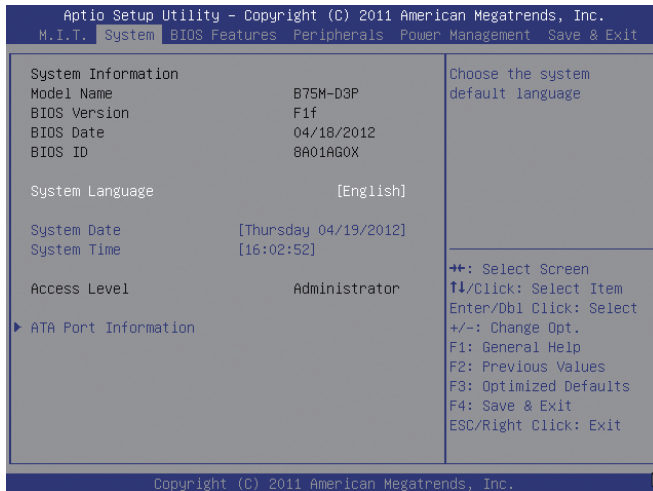 Aptio Setup Utility – Copyright (C) 2011 American Megatrends, Inc.
M.I.T. System BIOS Features Peripherals Power Management Save & Exit
System Information
Model Name B75M-D3P
BIOS Version F1f
BIOS Date 04/18/2012
BIOS ID 8A01AG0X
System Language [English]
System Date [Thursday 04/19/2012]
System Time [16:02:52]
Access Level Administrator
ATA Port Information
Choose the system
default language
→←: Select Screen
↑↓/Click: Select Item
Enter/Dbl Click: Select
+/-: Change Opt.
F1: General Help
F2: Previous Values
F3: Optimized Defaults
F4: Save & Exit
ESC/Right Click: Exit
Copyright (C) 2011 American Megatrends, Inc.